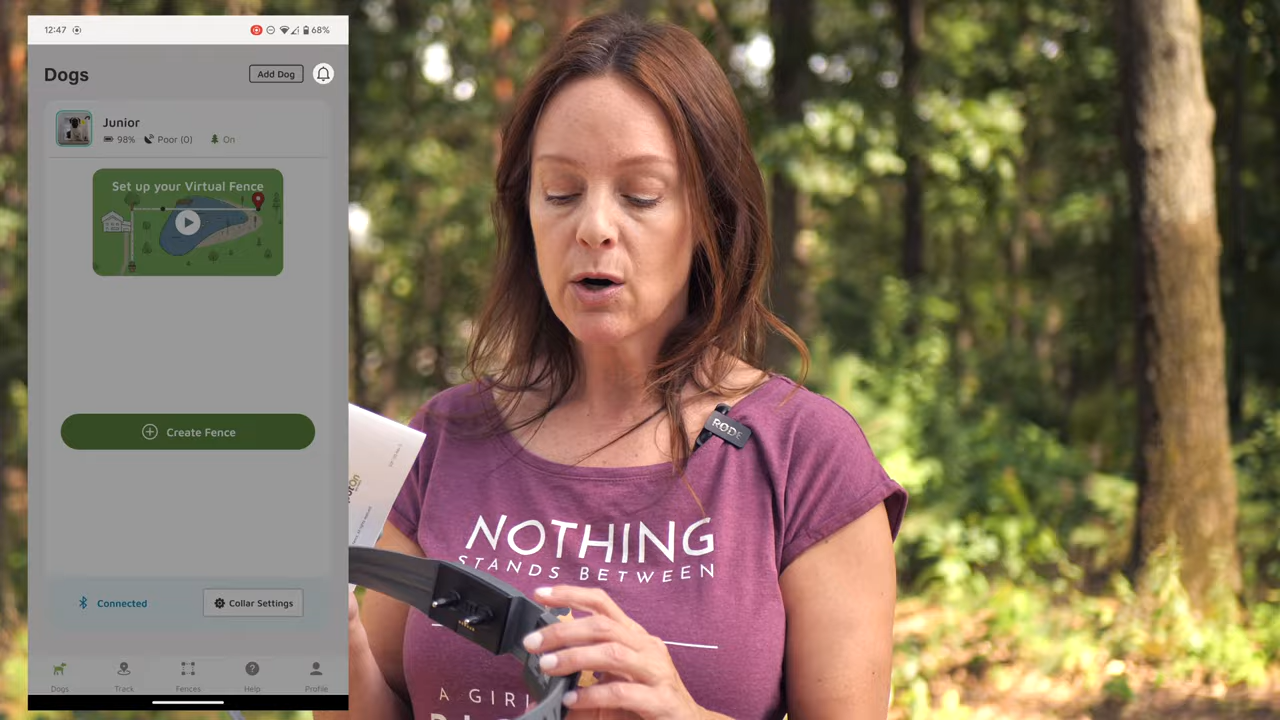 12:47
68%
Dogs
Add Dog
Junior
98%
Poor (0)
On
Set up your Virtual Fence
Create Fence
Connected
Collar Settings
Dogs
Track
Fences
Help
Profile
RODE
NOTHING
STANDS BETWEEN
A GIRL